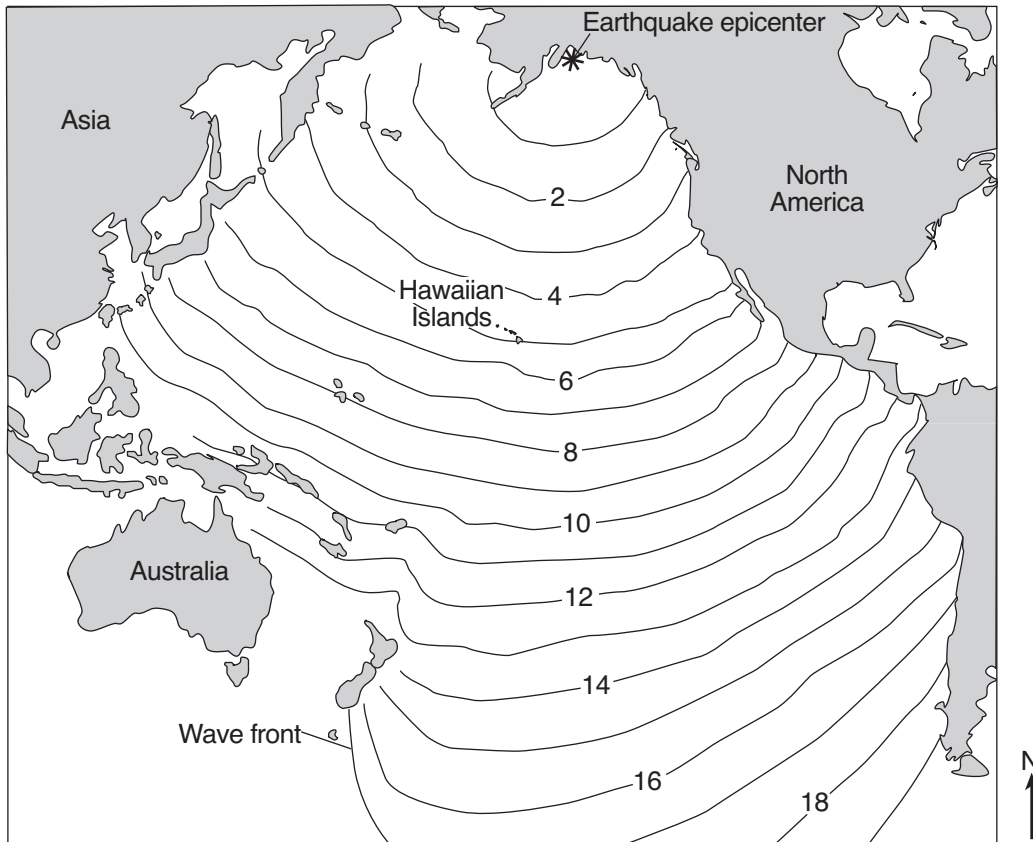 Earthquake epicenter
Asia
North
America
2
Hawaiian
Islands
4
6
8
10
Australia
12
14
Wave front
16
18
N